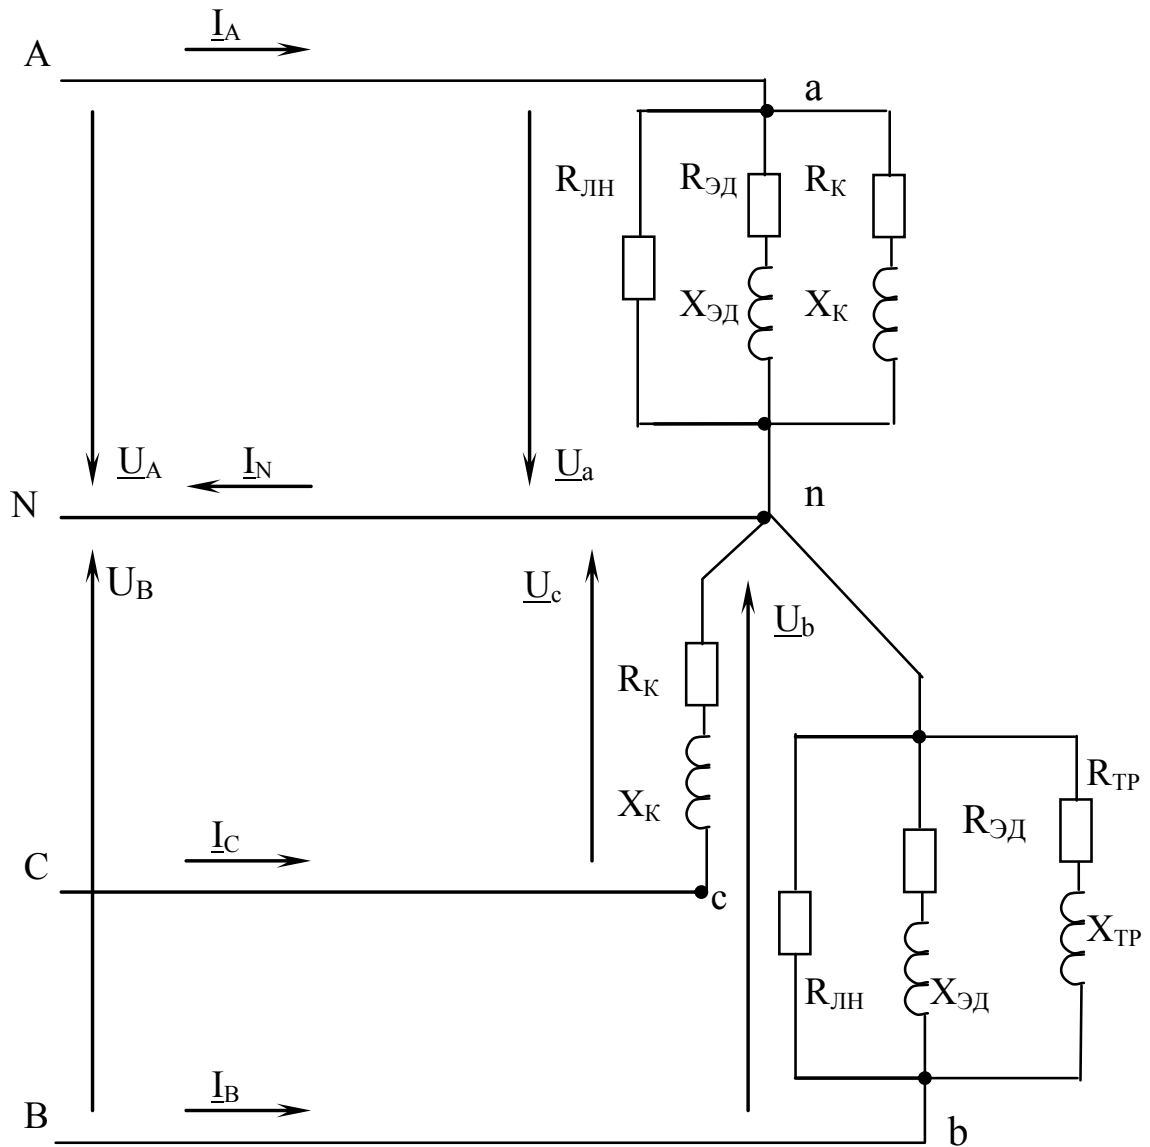 I_A
A
a
R_ЛН
R_ЭД
R_К
X_ЭД
X_К
U_A
I_N
U_a
N
n
U_B
U_c
U_b
R_К
R_ТР
X_К
R_ЭД
I_C
C
c
X_ТР
R_ЛН
X_ЭД
I_B
B
b